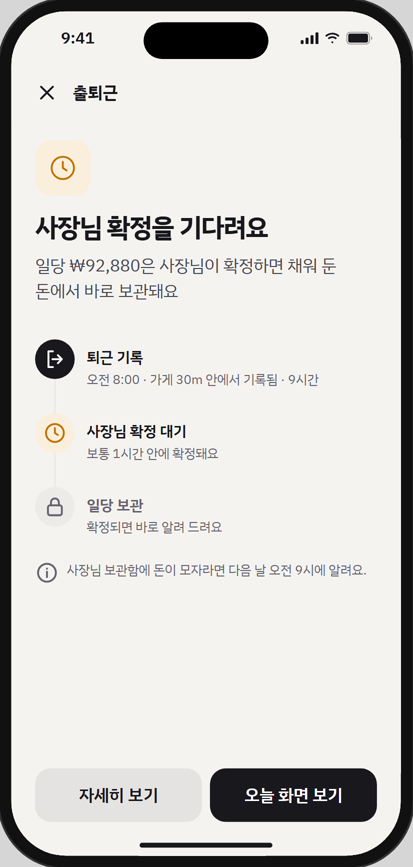 9:41
출퇴근
사장님 확정을 기다려요
일당 ₩92,880은 사장님이 확정하면 채워 둔
돈에서 바로 보관돼요
퇴근 기록
오전 8:00 · 가게 30m 안에서 기록됨 · 9시간
사장님 확정 대기
보통 1시간 안에 확정돼요
일당 보관
확정되면 바로 알려 드려요
사장님 보관함에 돈이 모자라면 다음 날 오전 9시에 알려요.
자세히 보기
오늘 화면 보기